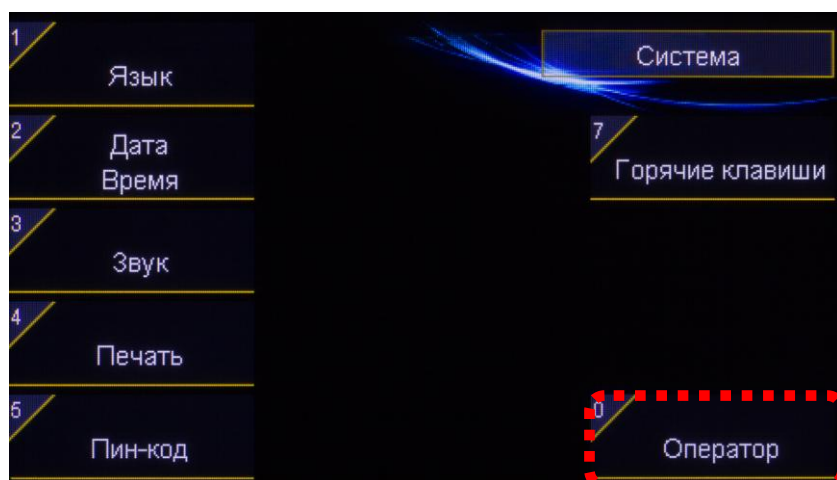 1
Язык
Система
2
Дата
Время
7
Горячие клавиши
3
Звук
4
Печать
5
Пин-код
0
Оператор